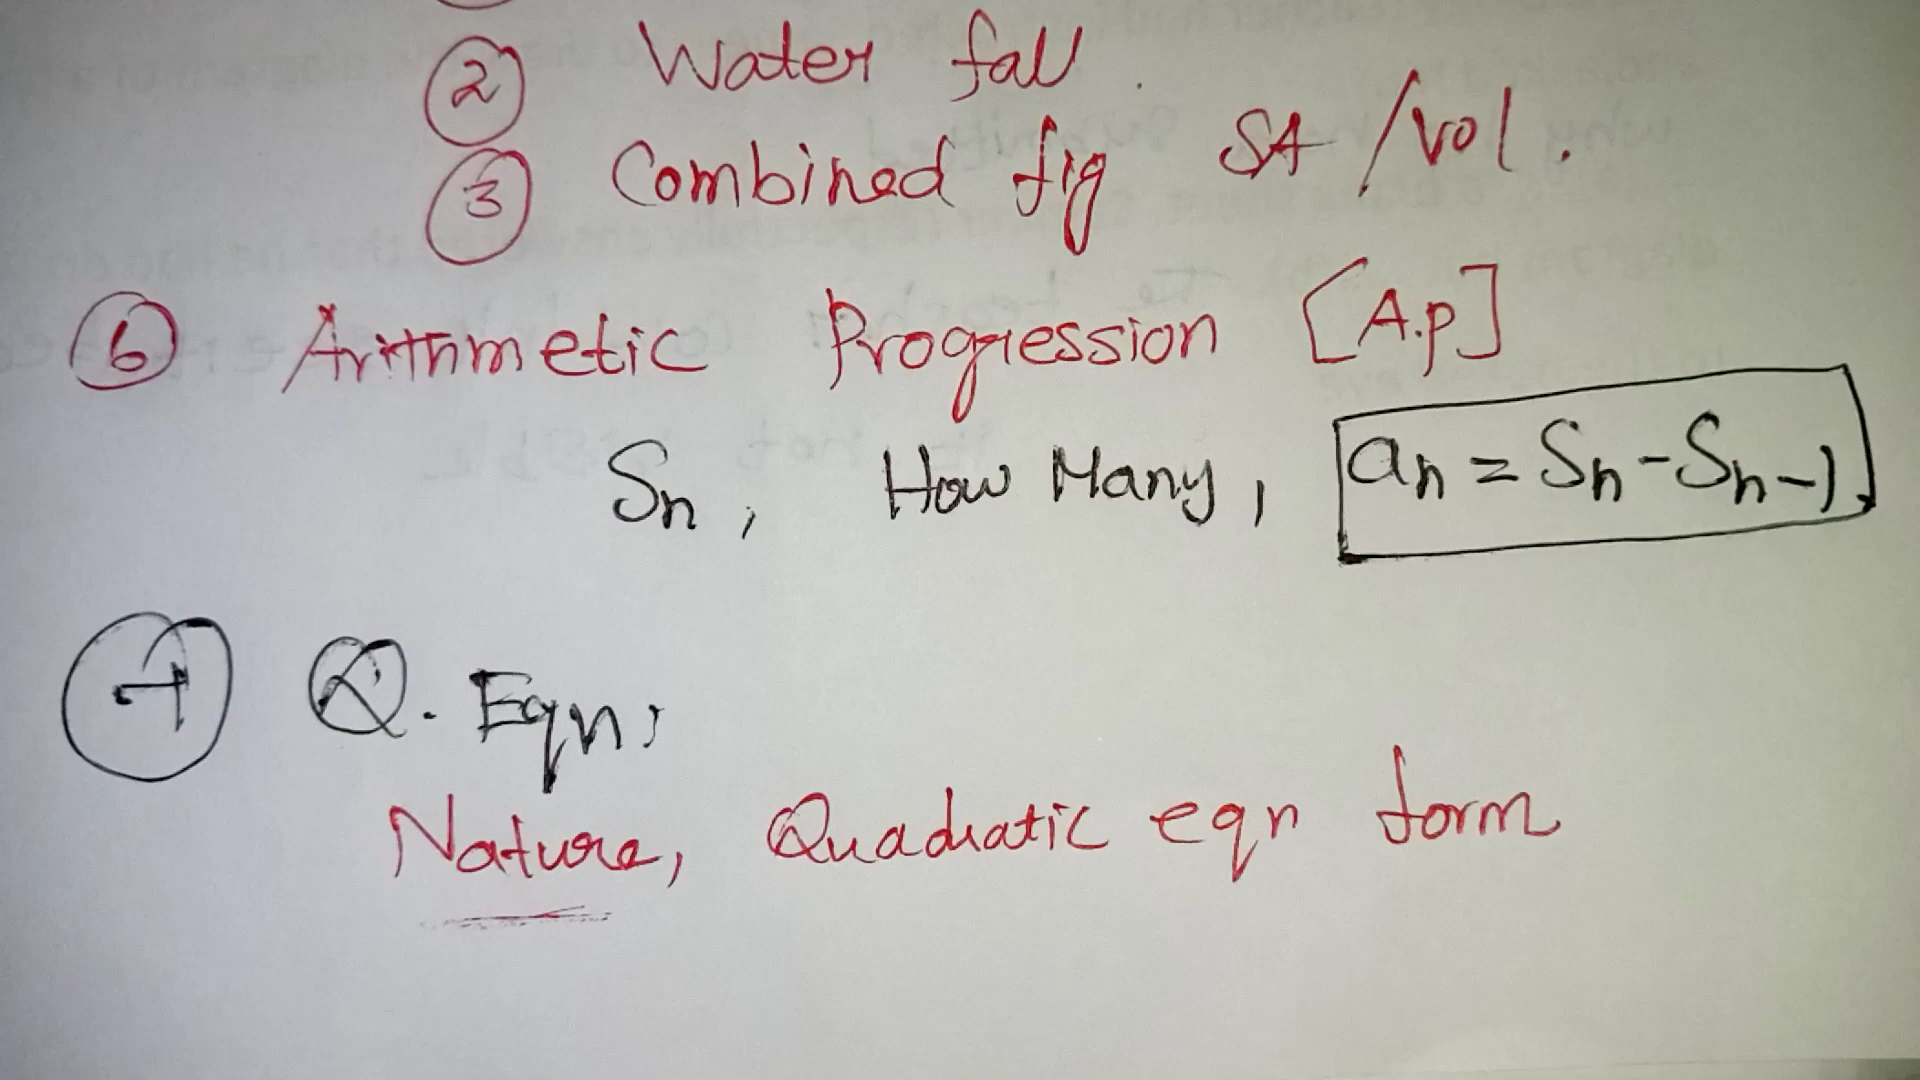 2 Water fall
3 Combined fig SA / Vol.
6 Arithmetic Progression [A.P]
Sn, How Many, an = Sn - Sn-1
7 Q. Eqn,
Nature, Quadratic eqn form